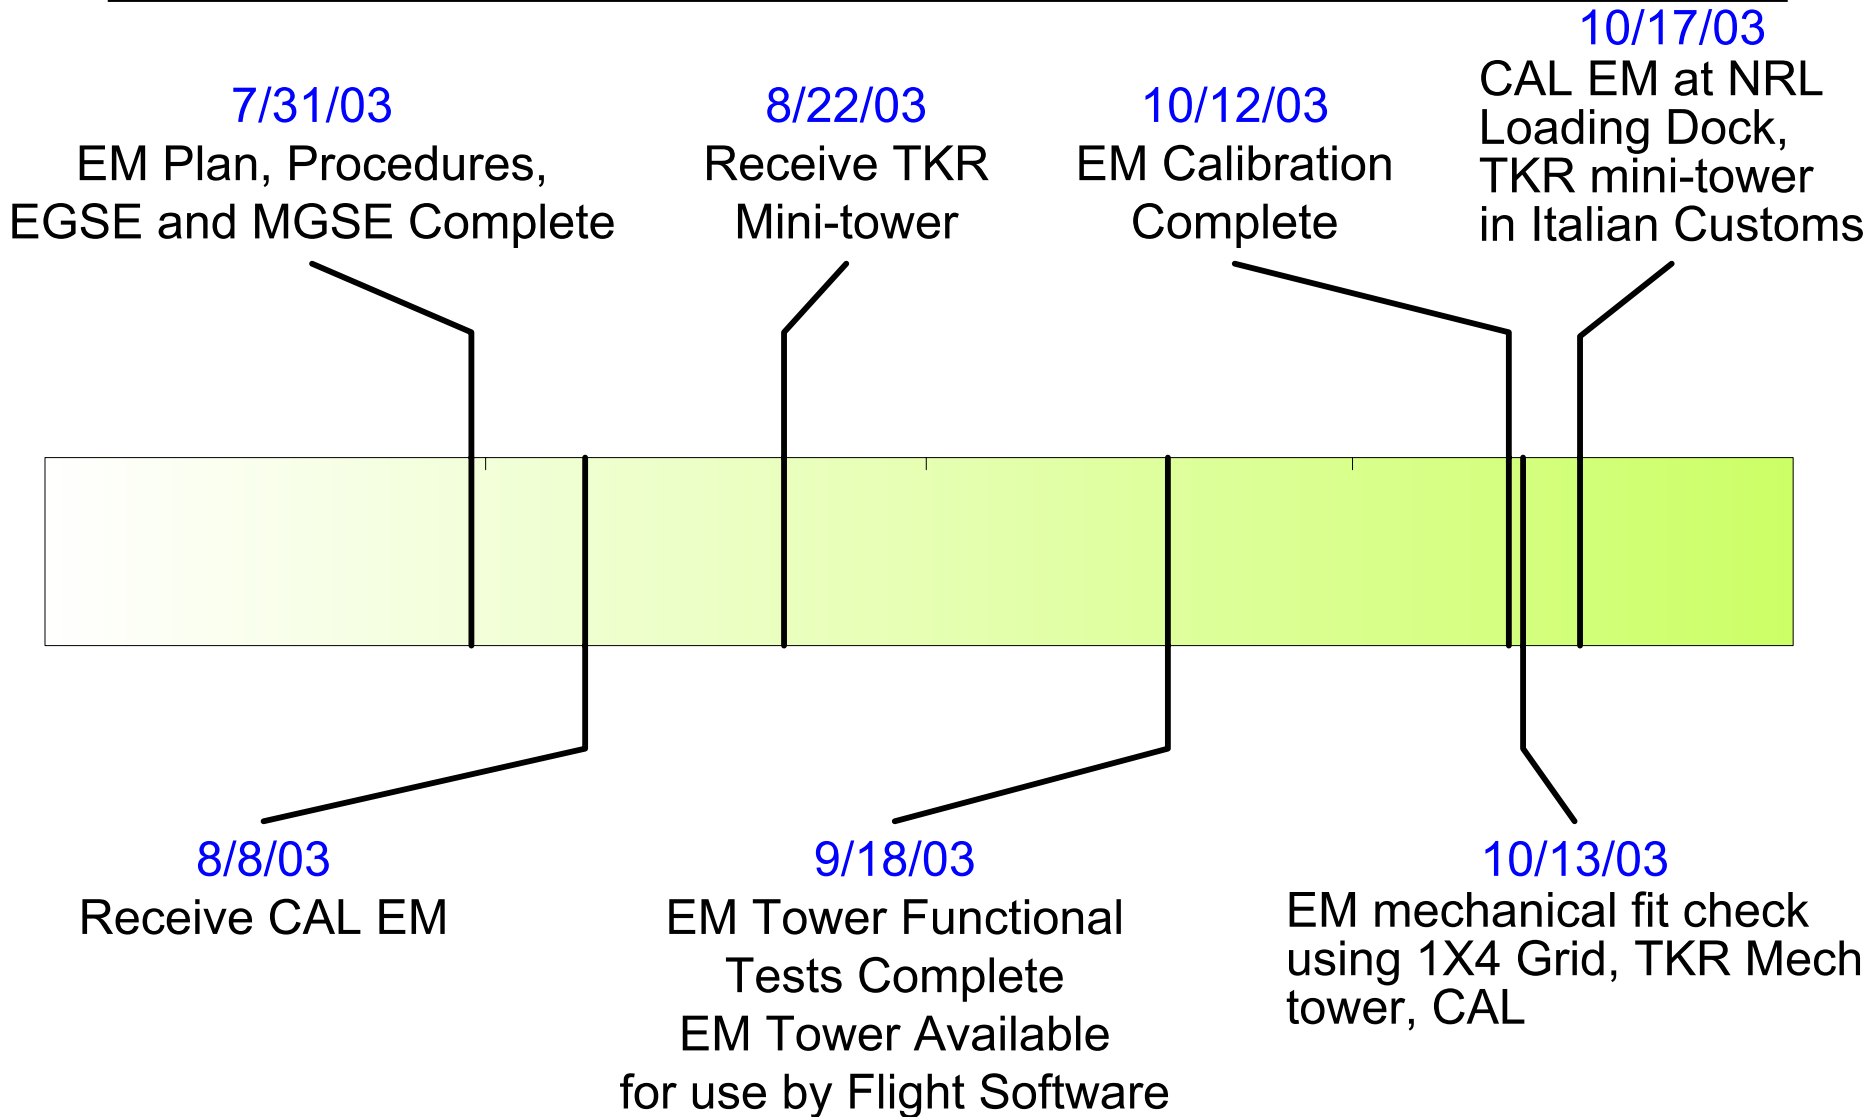 7/31/03
EM Plan, Procedures,
EGSE and MGSE Complete
8/22/03
Receive TKR
Mini-tower
10/12/03
EM Calibration
Complete
10/17/03
CAL EM at NRL
Loading Dock,
TKR mini-tower
in Italian Customs
8/8/03
Receive CAL EM
9/18/03
EM Tower Functional
Tests Complete
EM Tower Available
for use by Flight Software
10/13/03
EM mechanical fit check
using 1X4 Grid, TKR Mech
tower, CAL